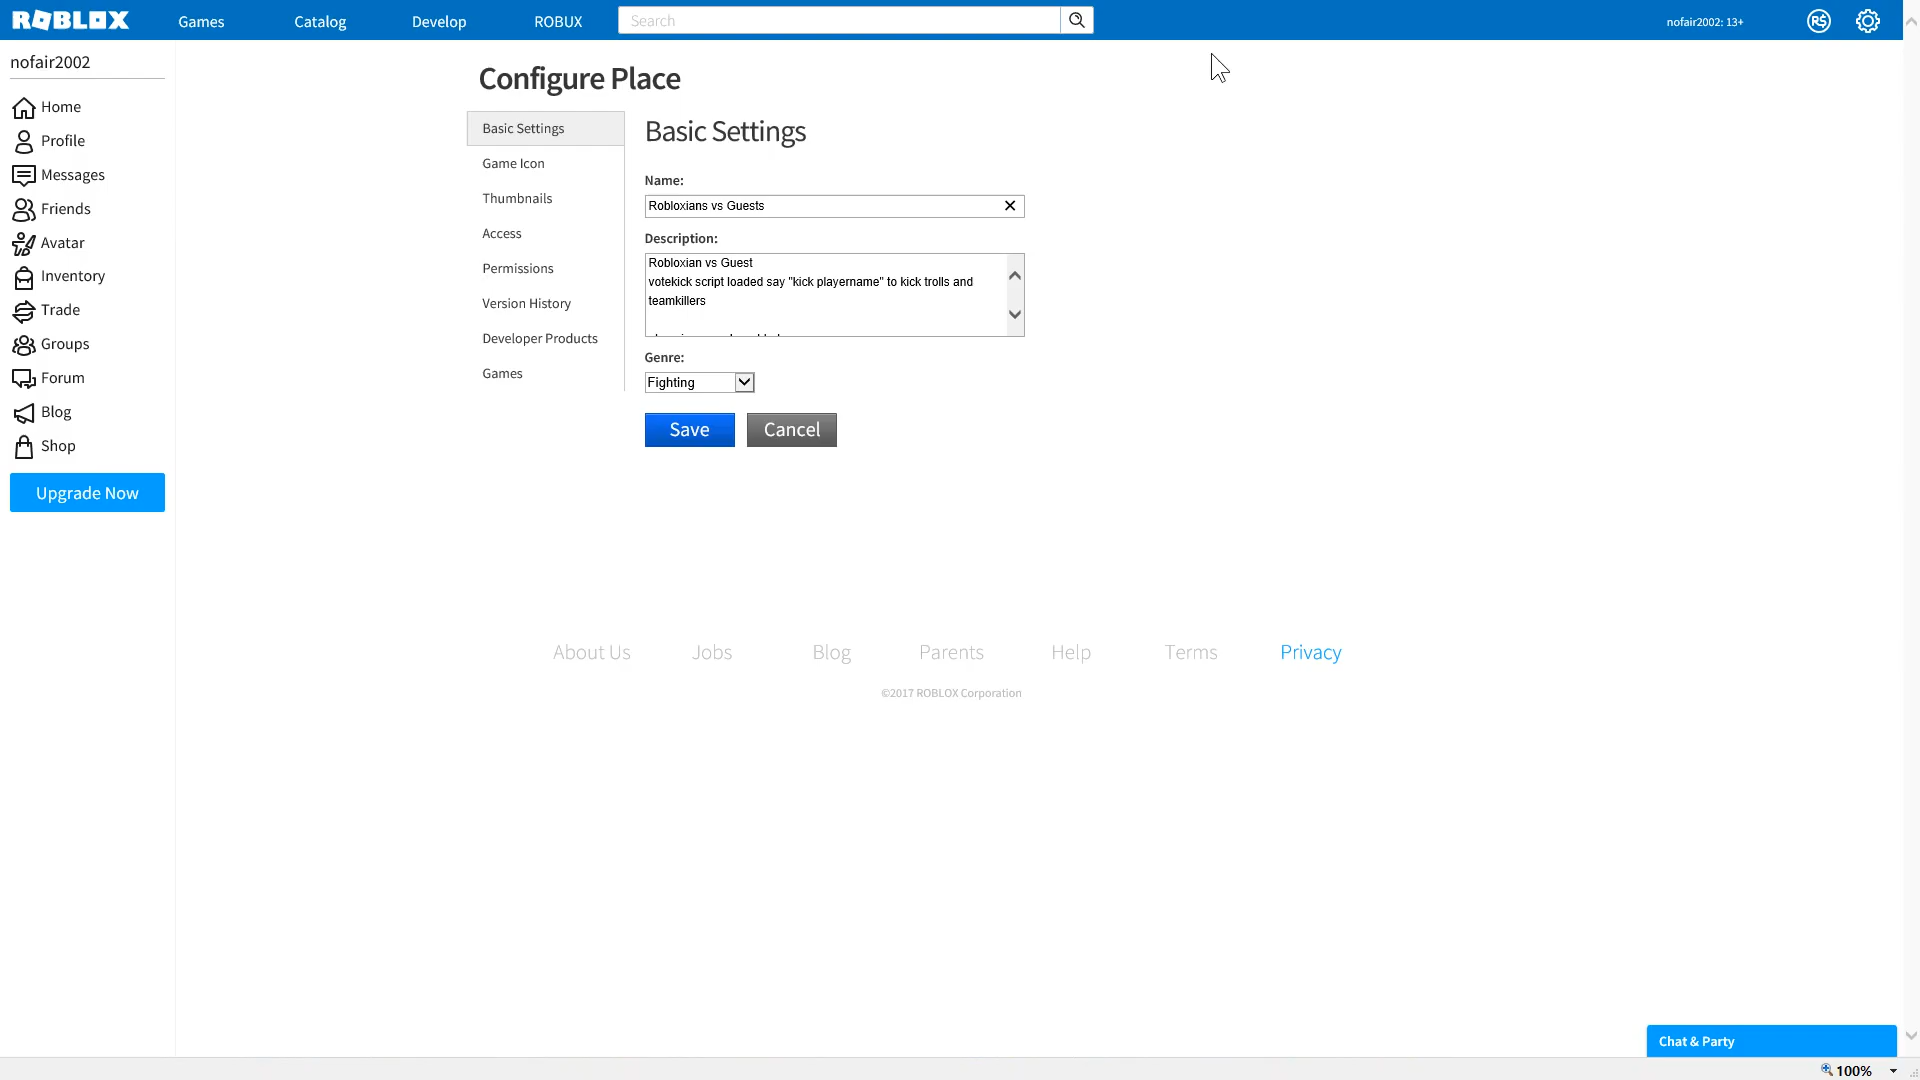 ROBLOX
Games
Catalog
Develop
ROBUX
Search
nofair2002: 13+
R$
nofair2002
Home
Profile
Messages
Friends
Avatar
Inventory
Trade
Groups
Forum
Blog
Shop
Upgrade Now
Configure Place
Basic Settings
Game Icon
Thumbnails
Access
Permissions
Version History
Developer Products
Games
Basic Settings
Name:
Robloxians vs Guests
Description:
Robloxian vs Guest
votekick script loaded say "kick playername" to kick trolls and
teamkillers
Genre:
Fighting
Save
Cancel
About Us
Jobs
Blog
Parents
Help
Terms
Privacy
©2017 ROBLOX Corporation
Chat & Party
100%